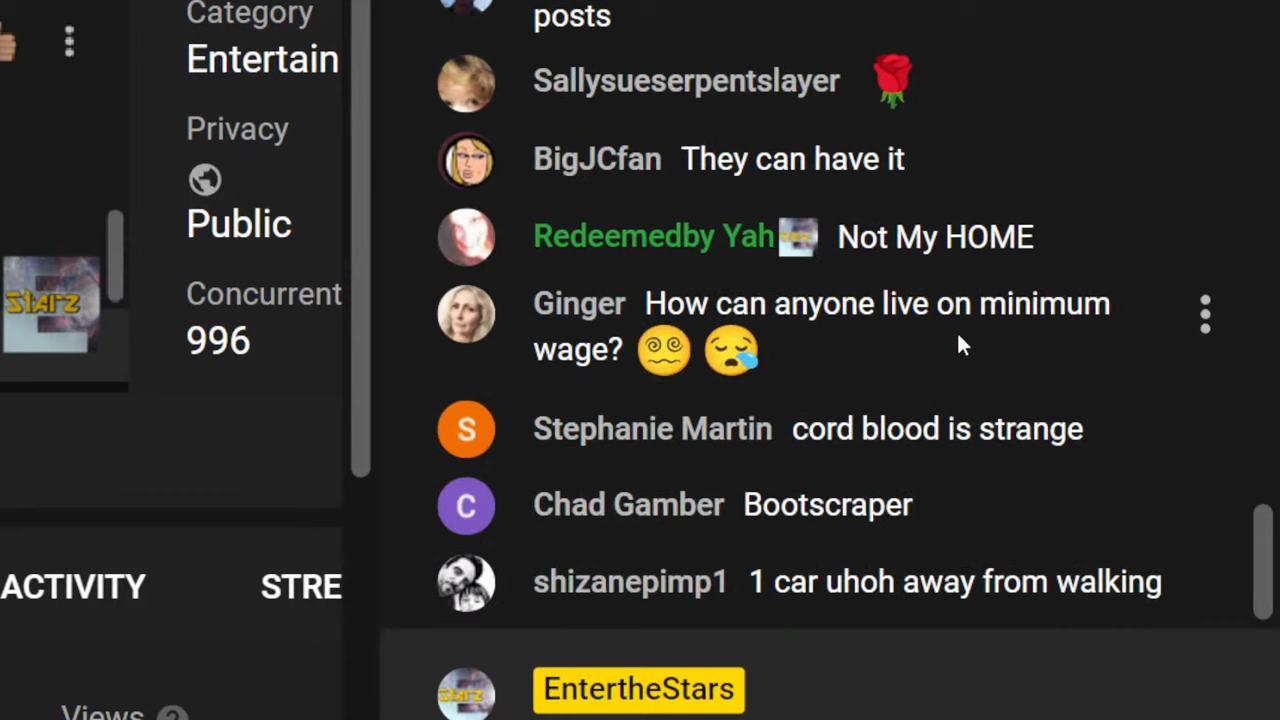 Category
Entertain
Privacy
Public
Concurrent
996
STARZ
ACTIVITY STRE
Views ?
posts
Sallysueserpentslayer
BigJCfan They can have it
Redeemedby Yah Not My HOME
Ginger How can anyone live on minimum
wage?
S Stephanie Martin cord blood is strange
C Chad Gamber Bootscraper
shizanepimp1 1 car uhoh away from walking
STARZ EntertheStars